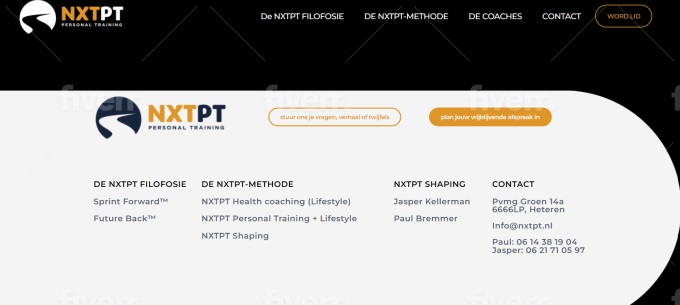 NXTPT
PERSONAL TRAINING
De NXTPT FILOFOSIE
DE NXTPT-METHODE
DE COACHES
CONTACT
WORD LID
fiverr
fiverr
fiverr
NXTPT
PERSONAL TRAINING
stuur ons je vragen, verhaal of twijfels
plan jouw vrijblijvende afspraak in
DE NXTPT FILOFOSIE
Sprint Forward™
Future Back™
DE NXTPT-METHODE
NXTPT Health coaching (Lifestyle)
NXTPT Personal Training + Lifestyle
NXTPT Shaping
NXTPT SHAPING
Jasper Kellerman
Paul Bremmer
CONTACT
Pvmg Groen 14a
6666LP, Heteren
Info@nxtpt.nl
Paul: 06 14 38 19 04
Jasper: 06 21 71 05 97
fiverr
fiverr
fiverr